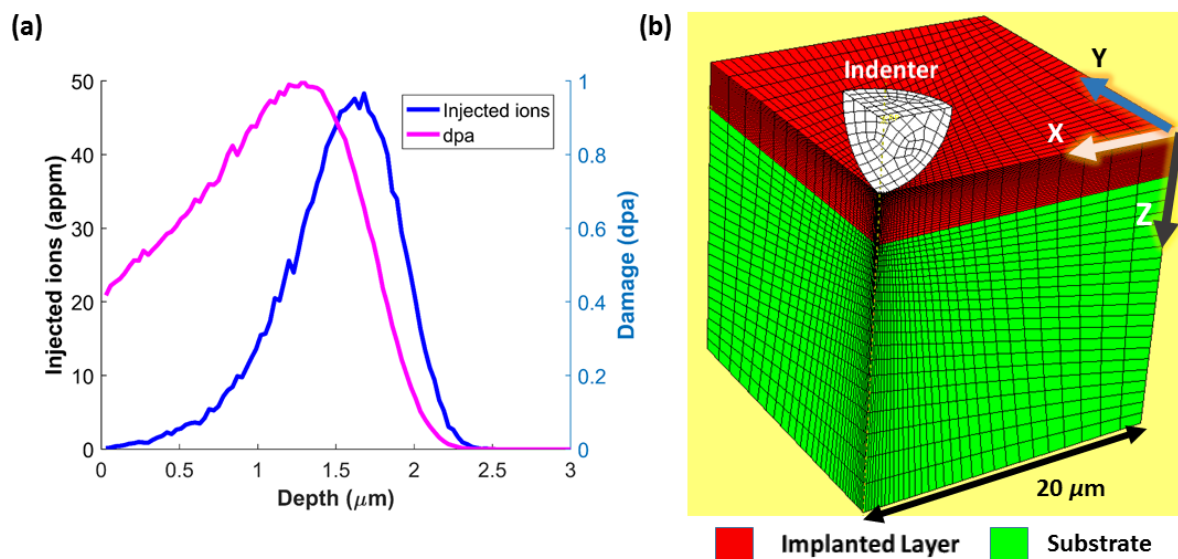 (a)
50
40
30
20
10
0
Injected ions (appm)
1
0.8
0.6
0.4
0.2
0
Damage (dpa)
Injected ions
dpa
0
0.5
1
1.5
2
2.5
3
Depth (μm)
(b)
Indenter
Y
X
Z
20 μm
Implanted Layer
Substrate